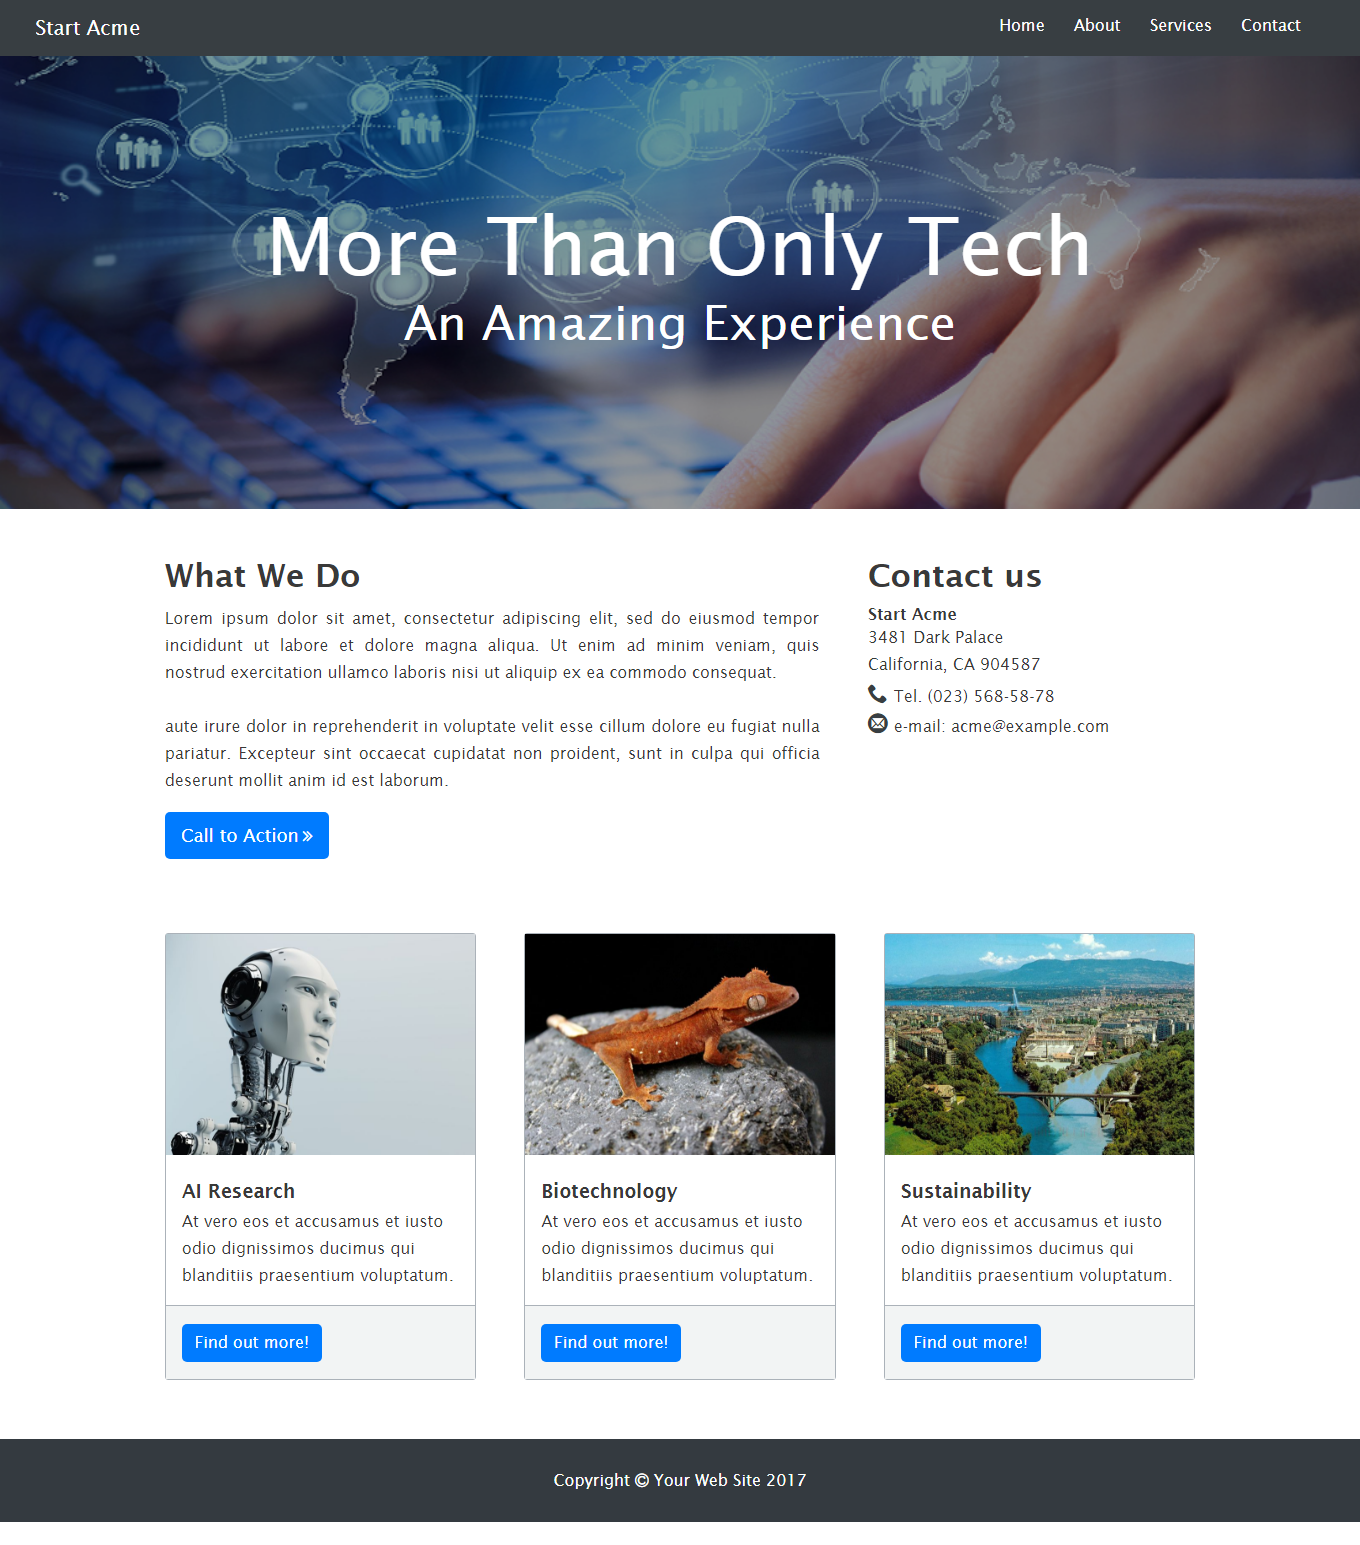 Start Acme
Home About Services Contact
More Than Only Tech
An Amazing Experience
What We Do
Lorem ipsum dolor sit amet, consectetur adipiscing elit, sed do eiusmod tempor
incididunt ut labore et dolore magna aliqua. Ut enim ad minim veniam, quis
nostrud exercitation ullamco laboris nisi ut aliquip ex ea commodo consequat.
aute irure dolor in reprehenderit in voluptate velit esse cillum dolore eu fugiat nulla
pariatur. Excepteur sint occaecat cupidatat non proident, sunt in culpa qui officia
deserunt mollit anim id est laborum.
Call to Action »
Contact us
Start Acme
3481 Dark Palace
California, CA 904587
Tel. (023) 568-58-78
e-mail: acme@example.com
AI Research
At vero eos et accusamus et iusto
odio dignissimos ducimus qui
blanditiis praesentium voluptatum.
Find out more!
Biotechnology
At vero eos et accusamus et iusto
odio dignissimos ducimus qui
blanditiis praesentium voluptatum.
Find out more!
Sustainability
At vero eos et accusamus et iusto
odio dignissimos ducimus qui
blanditiis praesentium voluptatum.
Find out more!
Copyright © Your Web Site 2017